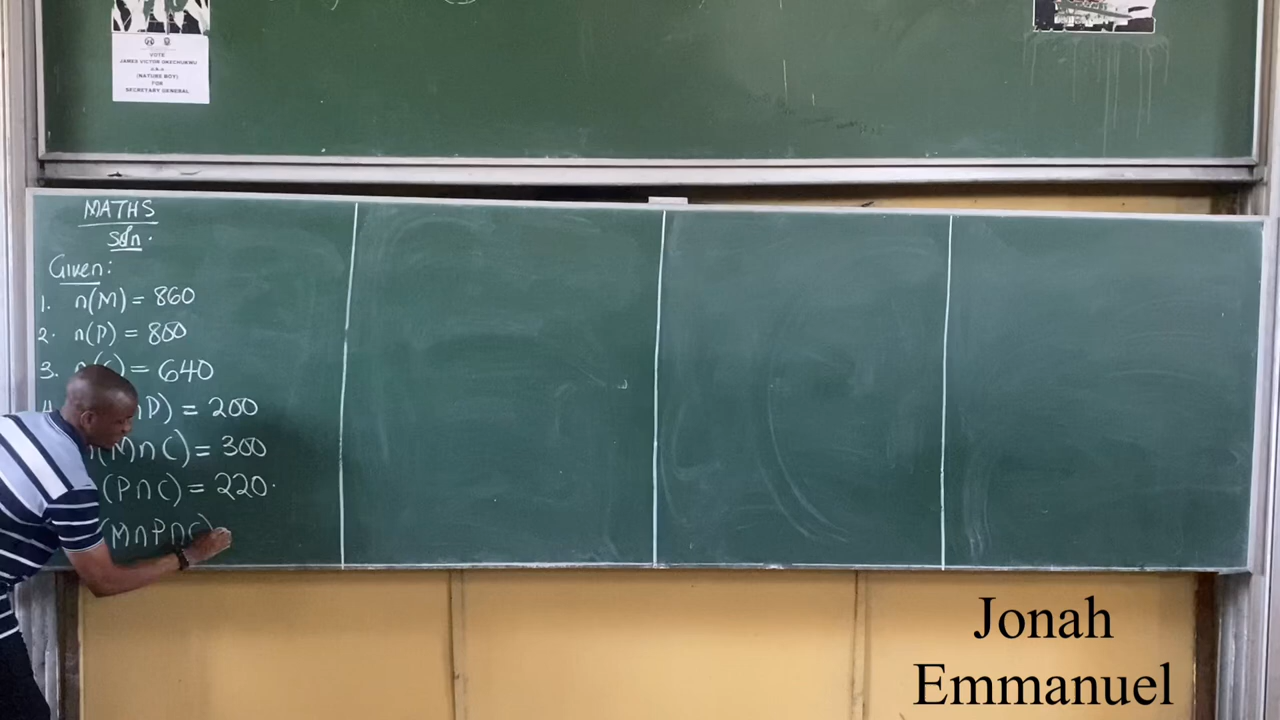 VOTE
JAMES VICTOR OKECHUKWU
A.K.A
(NATURE BOY)
FOR
SECRETARY GENERAL
MATHS
Soln.
Given:
1. n(M) = 860
2. n(P) = 800
3. n(C) = 640
P) = 200
(M∩C) = 300
(P∩C) = 220.
(M∩P∩C)
Jonah
Emmanuel